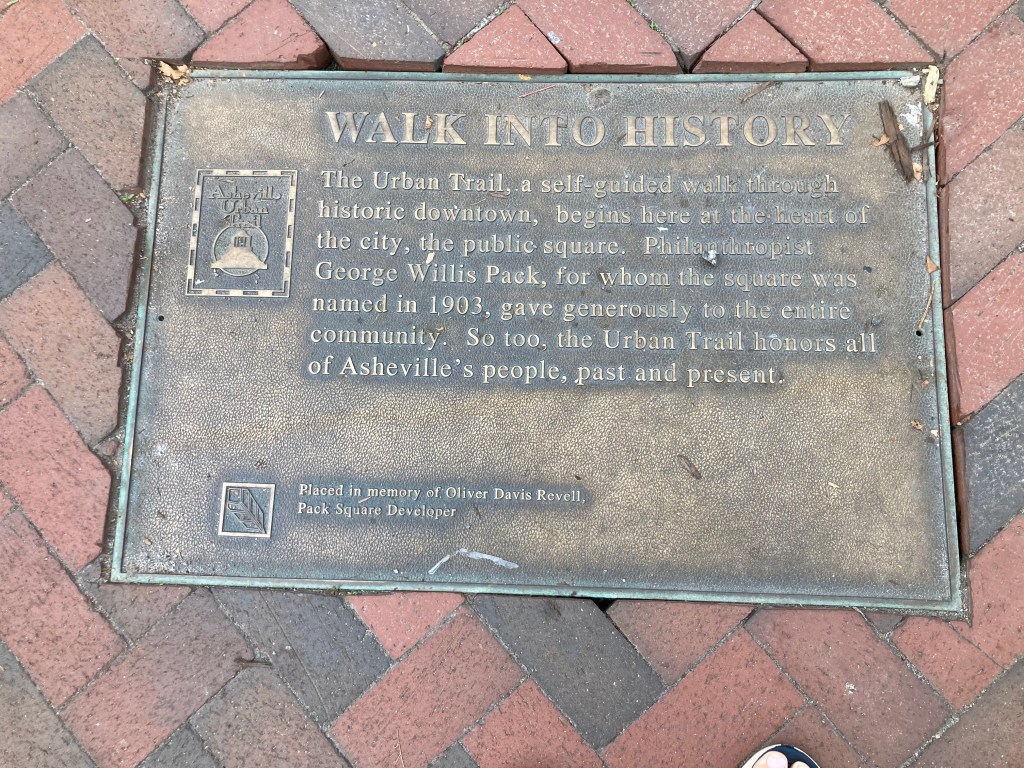 WALK INTO HISTORY
Asheville
Urban
Trail
The Urban Trail, a self-guided walk through
historic downtown, begins here at the heart of
the city, the public square. Philanthropist
George Willis Pack, for whom the square was
named in 1903, gave generously to the entire
community. So too, the Urban Trail honors all
of Asheville's people, past and present.
Placed in memory of Oliver Davis Revell,
Pack Square Developer